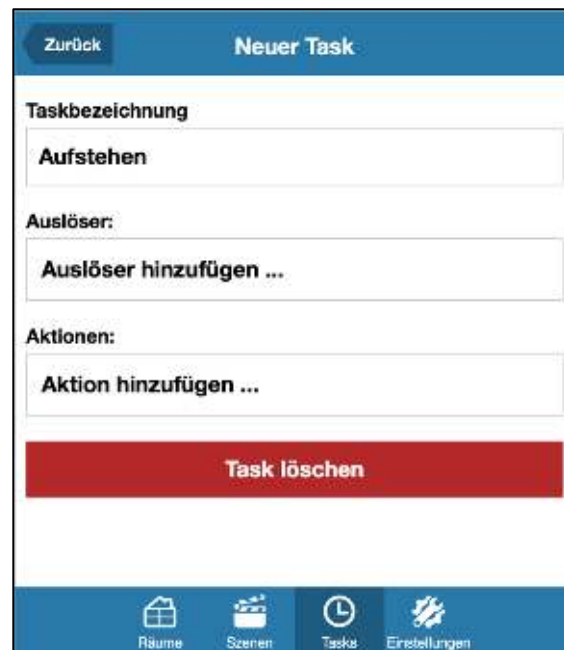 Zurück
Neuer Task
Taskbezeichnung
Aufstehen
Auslöser:
Auslöser hinzufügen ...
Aktionen:
Aktion hinzufügen ...
Task löschen
Räume Szenen Tasks Einstellungen